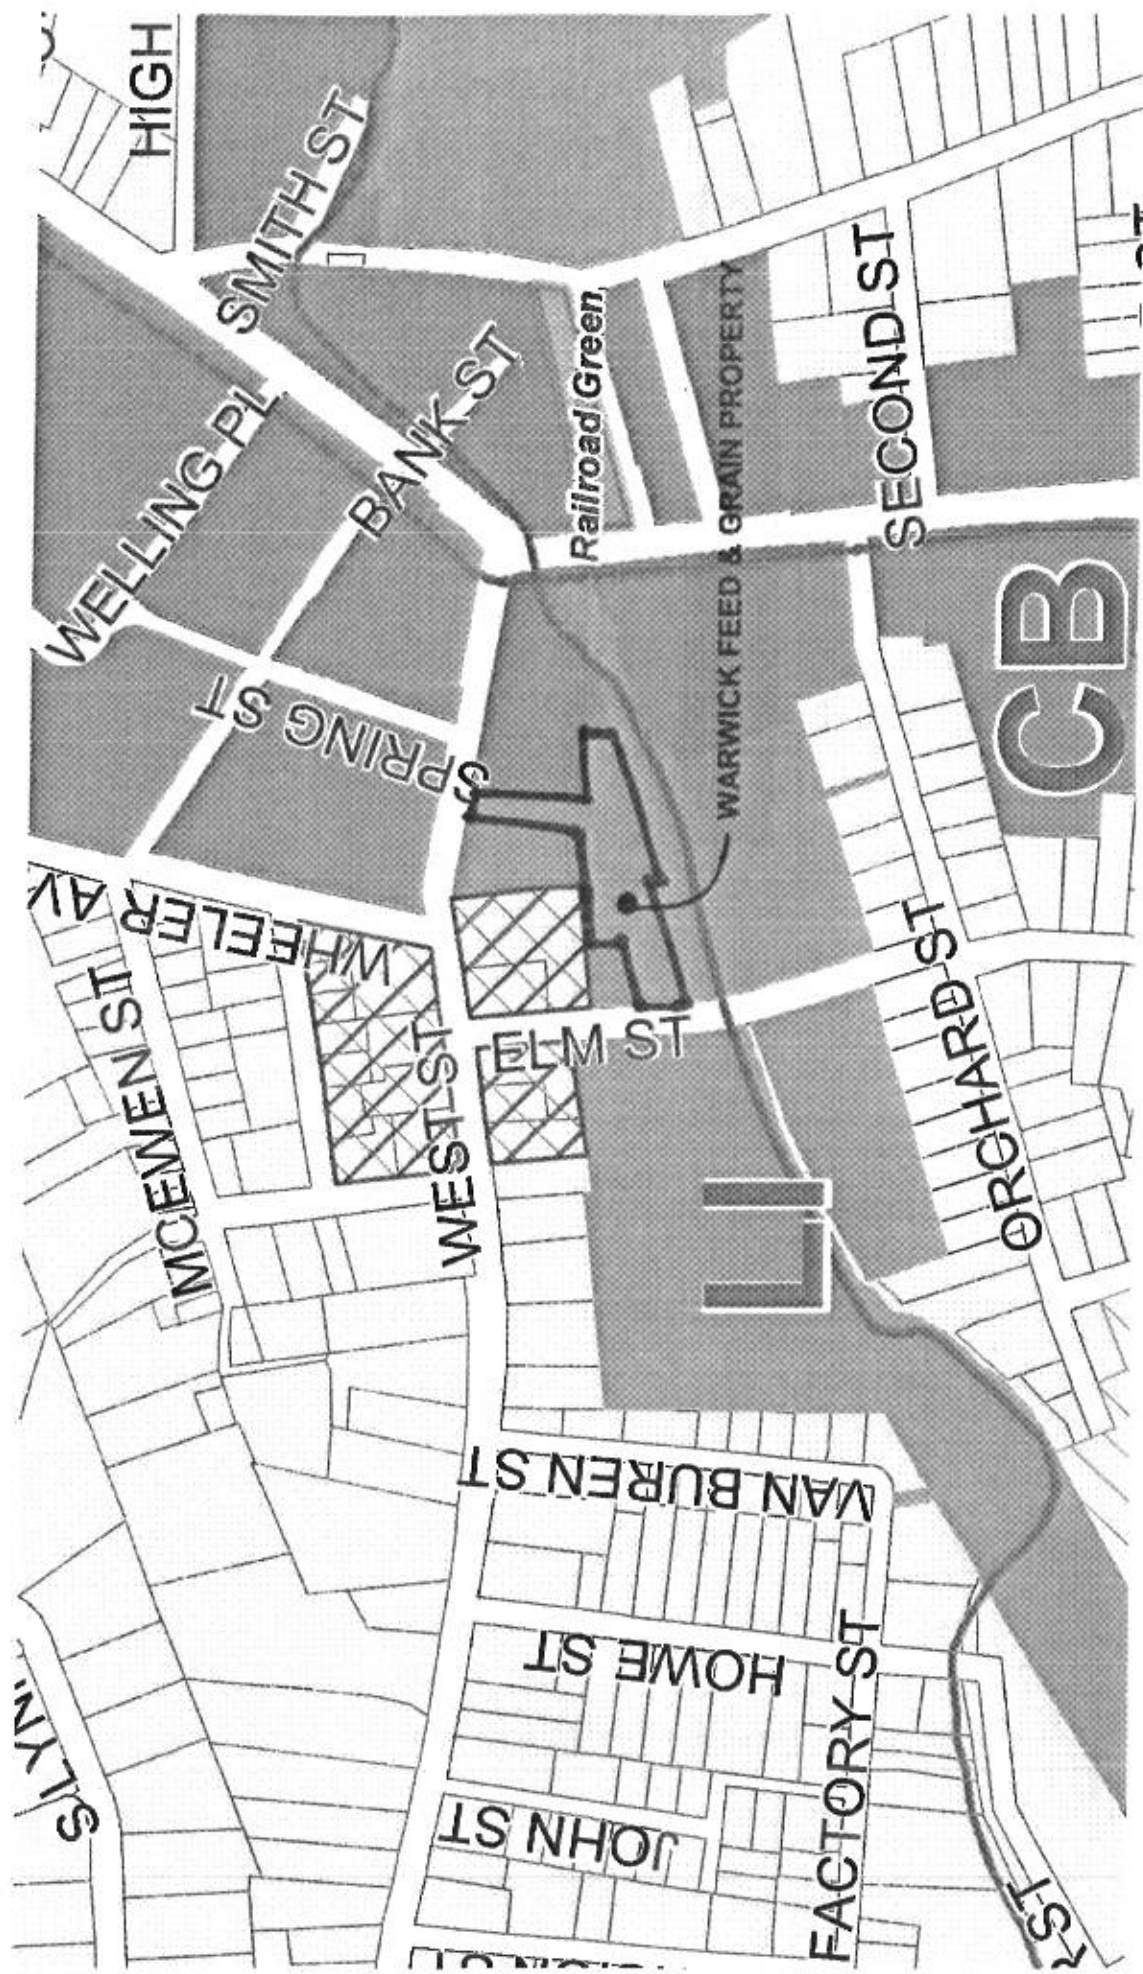 HIGH
SMITH ST
WELLING PL
BANK ST
Railroad Green
WARWICK FEED & GRAIN PROPERTY
SECOND ST
CB
SPRING ST
WHEELER AV
MCEWEN ST
WEST ST
ELM ST
ORCHARD ST
LI
VAN BUREN ST
HOWE ST
FACTORY ST
JOHN ST
ST